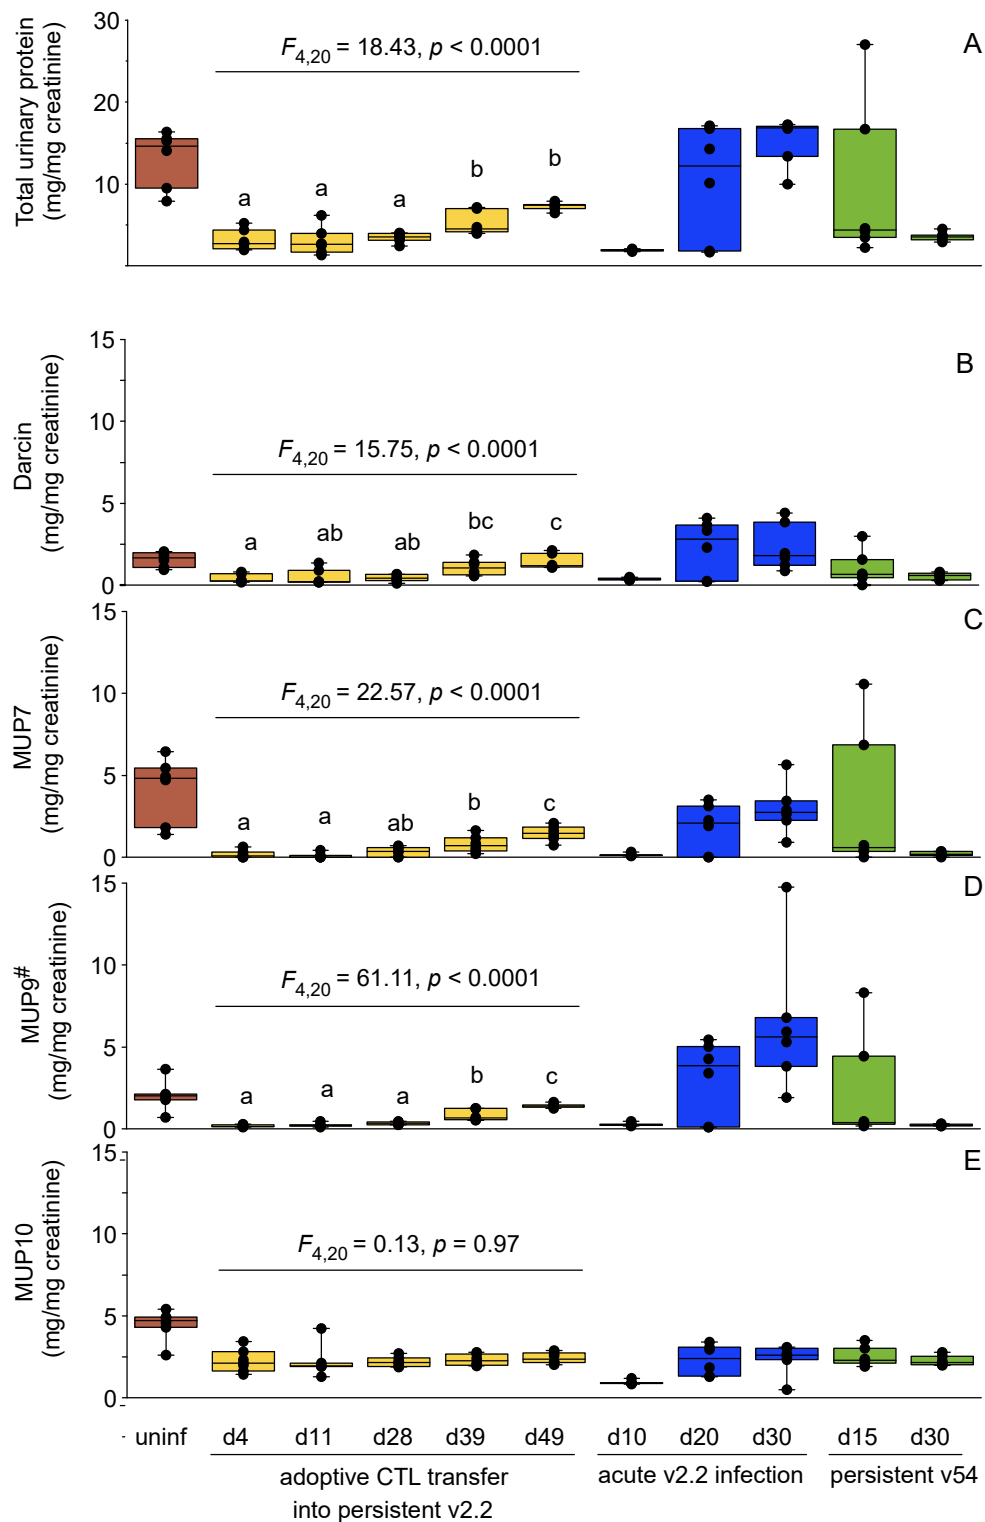 A
Total urinary protein
(mg/mg creatinine)
30
20
10
F4,20 = 18.43, p < 0.0001
a a a b b
B
Darcin
(mg/mg creatinine)
15
10
5
0
F4,20 = 15.75, p < 0.0001
a ab ab bc c
C
MUP7
(mg/mg creatinine)
15
10
5
0
F4,20 = 22.57, p < 0.0001
a a ab b c
D
MUP9#
(mg/mg creatinine)
15
10
5
0
F4,20 = 61.11, p < 0.0001
a a a b c
E
MUP10
(mg/mg creatinine)
15
10
5
0
F4,20 = 0.13, p = 0.97
uninf d4 d11 d28 d39 d49 d10 d20 d30 d15 d30
adoptive CTL transfer
into persistent v2.2
acute v2.2 infection
persistent v54